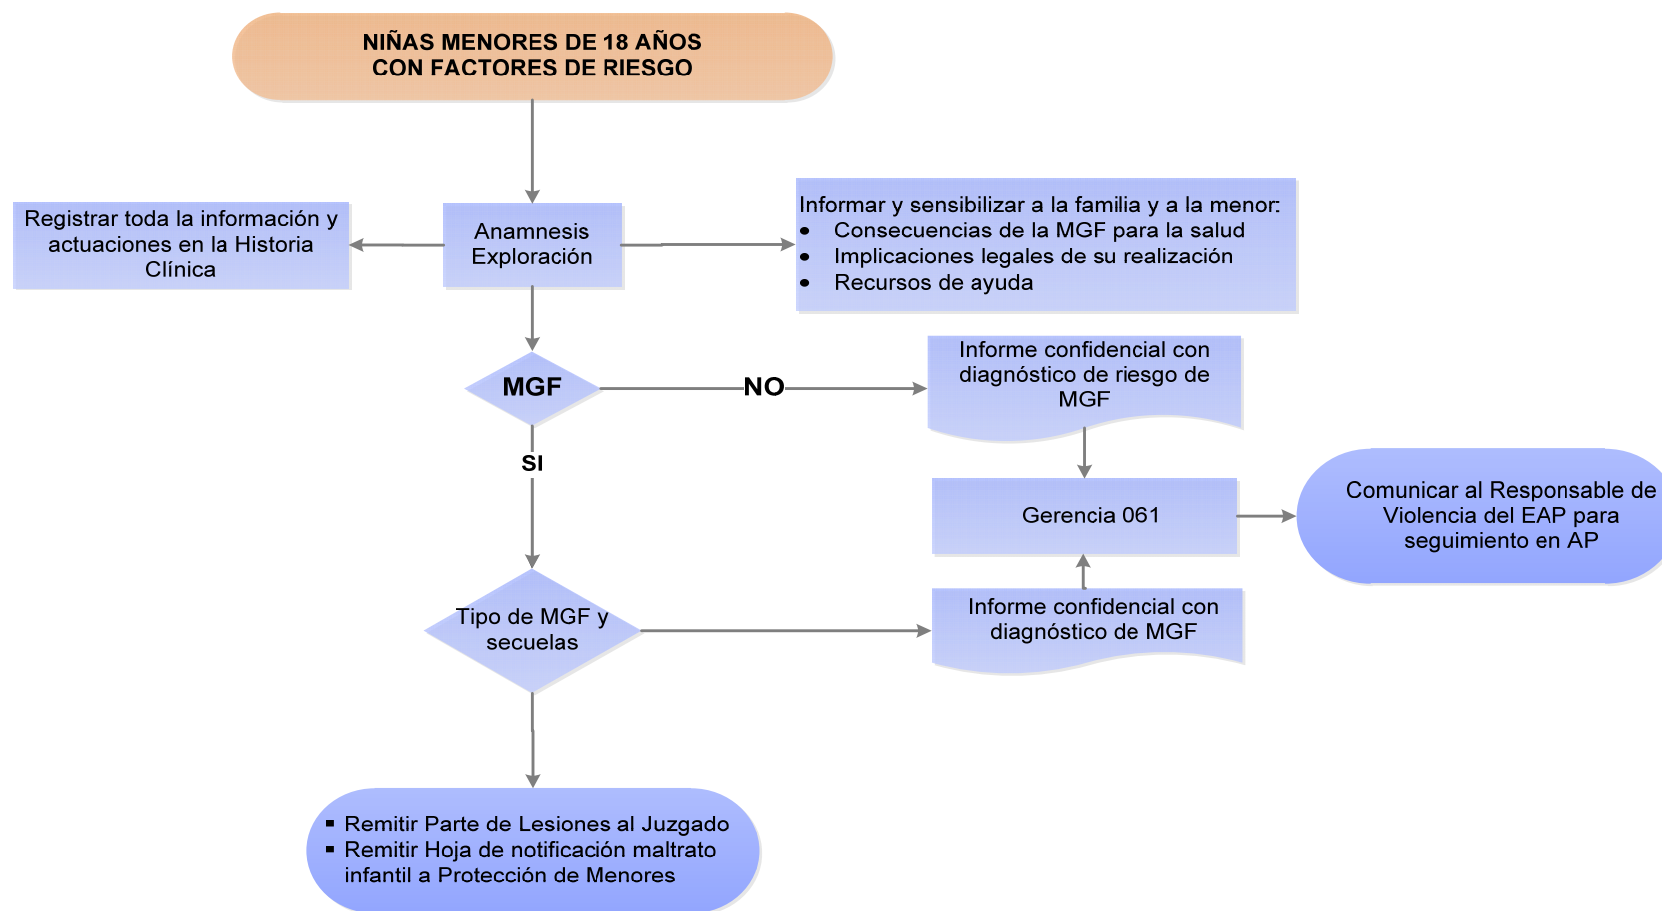 NIÑAS MENORES DE 18 AÑOS
CON FACTORES DE RIESGO
Registrar toda la información y
actuaciones en la Historia
Clínica
Anamnesis
Exploración
Informar y sensibilizar a la familia y a la menor:
• Consecuencias de la MGF para la salud
• Implicaciones legales de su realización
• Recursos de ayuda
MGF
NO
Informe confidencial con
diagnóstico de riesgo de
MGF
SI
Gerencia 061
Comunicar al Responsable de
Violencia del EAP para
seguimiento en AP
Tipo de MGF y
secuelas
Informe confidencial con
diagnóstico de MGF
▪ Remitir Parte de Lesiones al Juzgado
▪ Remitir Hoja de notificación maltrato
infantil a Protección de Menores